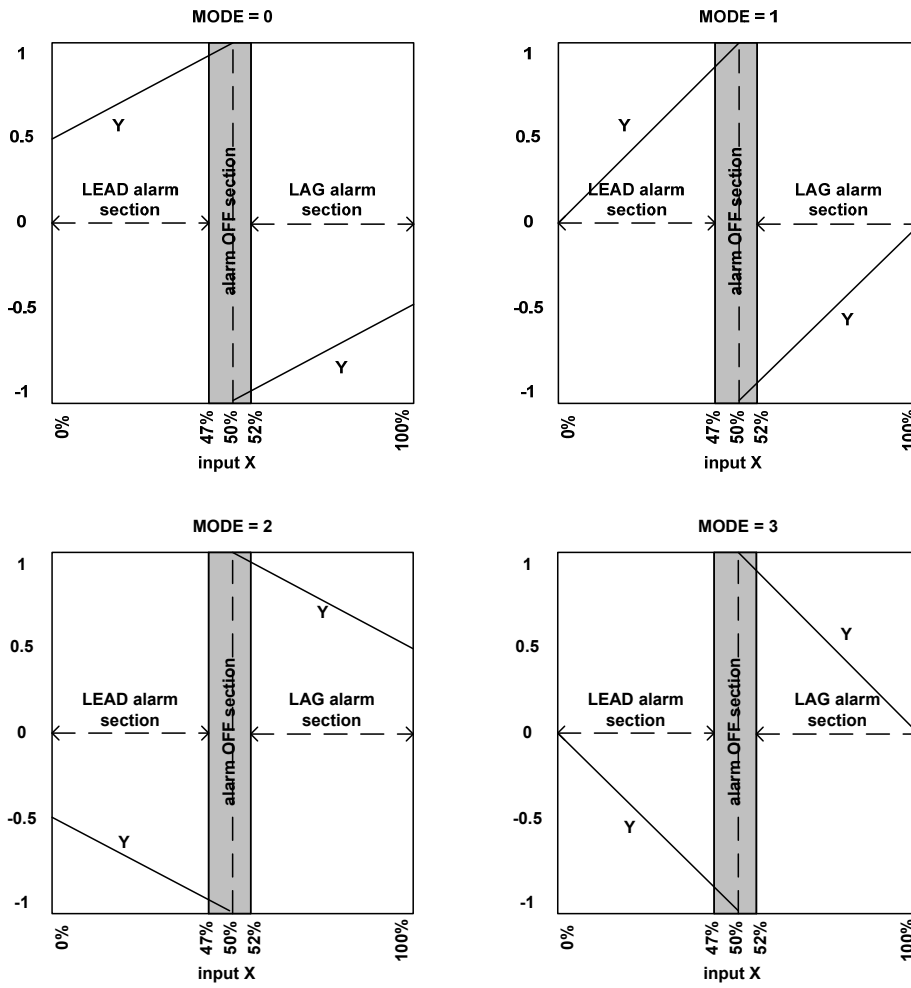 MODE = 0
1
0.5
0
-0.5
-1
Y
LEAD alarm
section
alarm OFF section
LAG alarm
section
Y
0%
47%
50%
52%
100%
input X
MODE = 1
1
0.5
0
-0.5
-1
Y
LEAD alarm
section
alarm OFF section
LAG alarm
section
Y
0%
47%
50%
52%
100%
input X
MODE = 2
1
0.5
0
-0.5
-1
Y
LEAD alarm
section
alarm OFF section
LAG alarm
section
Y
0%
47%
50%
52%
100%
input X
MODE = 3
1
0.5
0
-0.5
-1
Y
LEAD alarm
section
alarm OFF section
LAG alarm
section
Y
0%
47%
50%
52%
100%
input X